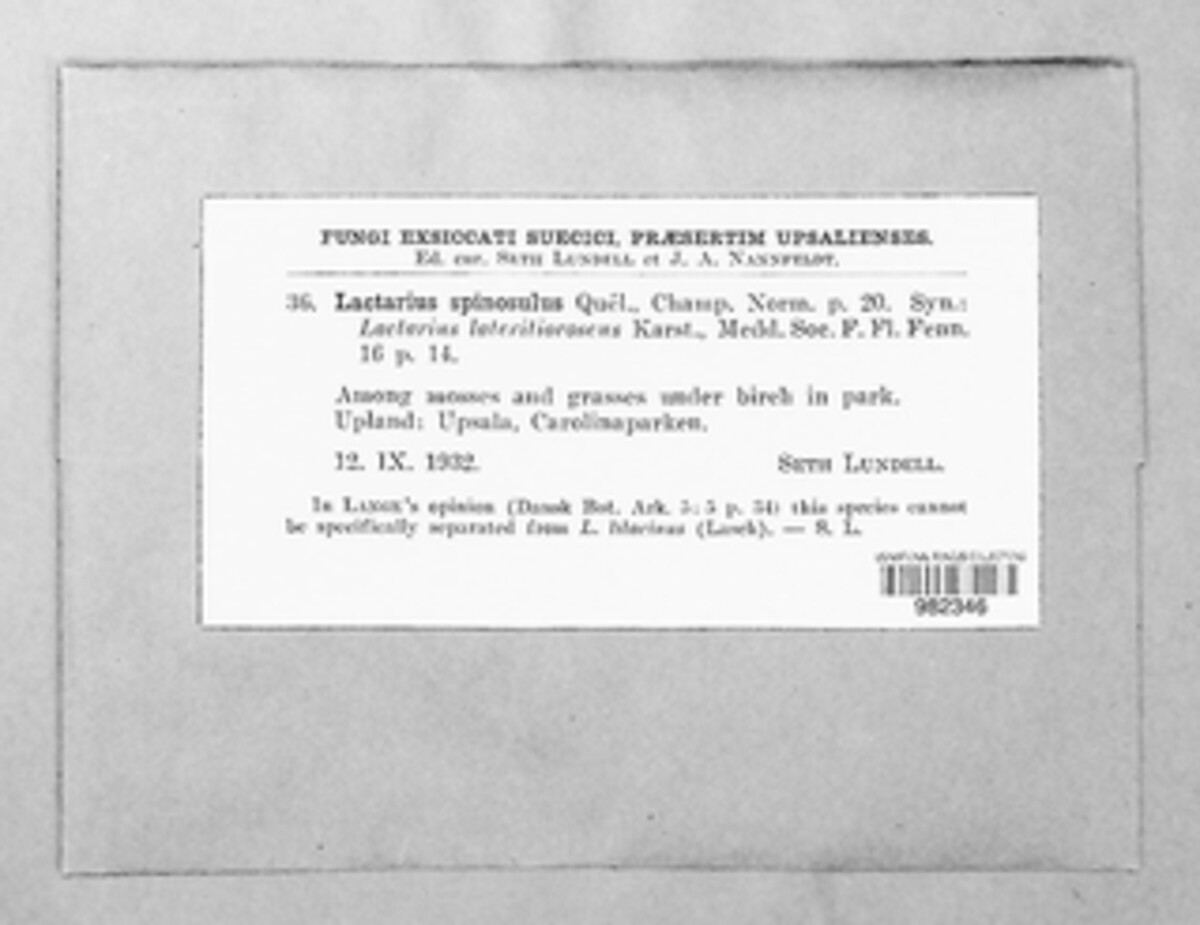 FUNGI EXSICCATI SUECICI, PRÆSERTIM UPSALIENSES.
Ed. cur. SETH LUNDELL et J. A. NANNFELDT.
36. Lactarius spinosulus Quél., Champ. Norm. p. 20. Syn.:
Lactarius lateritioroseus Karst., Medd. Soc. F. Fl. Fenn.
16 p. 14.
Among mosses and grasses under birch in park.
Upland: Upsala, Carolinaparken.
12. IX. 1932. SETH LUNDELL.
In LANGE's opinion (Dansk Bot. Ark. 5: 5 p. 34) this species cannot
be specifically separated from L. lilacinus (Lasch). — S. L.
982346